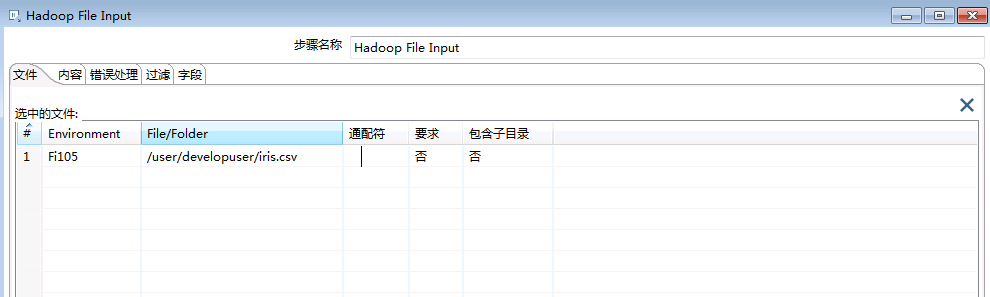 Hadoop File Input
步骤名称 Hadoop File Input
文件 内容 错误处理 过滤 字段
选中的文件:
# Environment File/Folder 通配符 要求 包含子目录
1 Fi105 /user/developuser/iris.csv 否 否